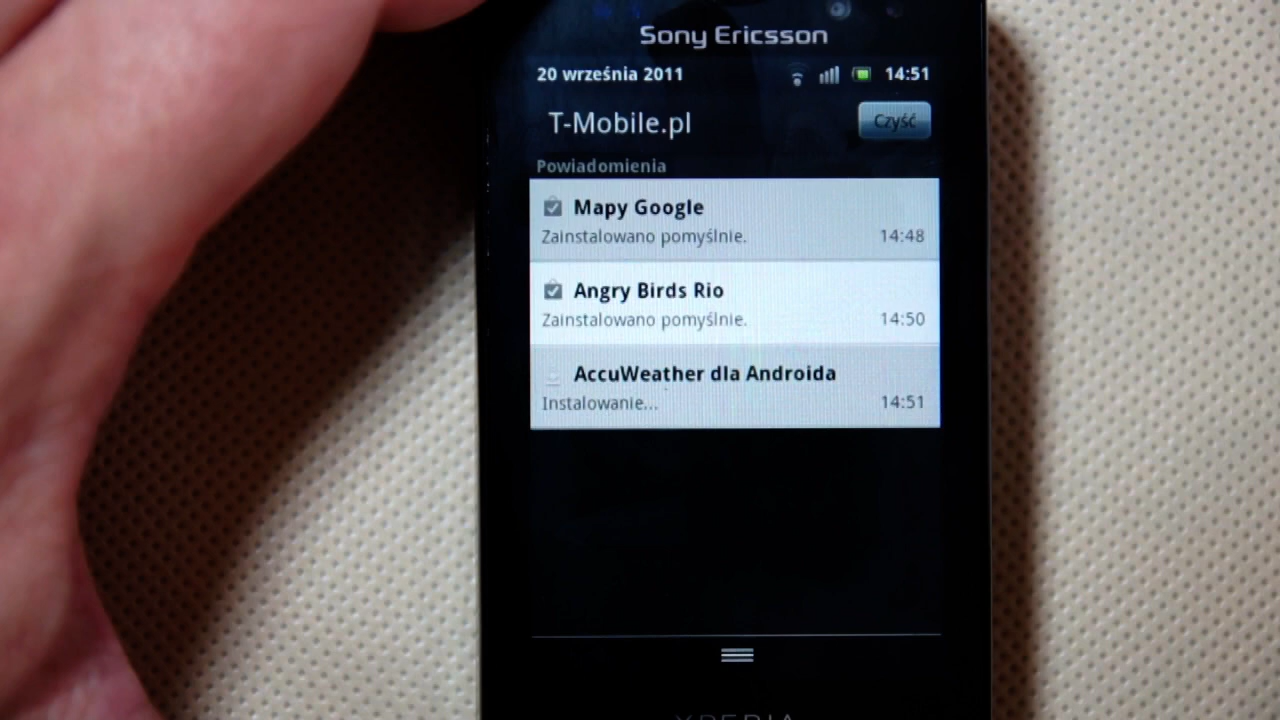 Sony Ericsson
20 września 2011 14:51
T-Mobile.pl Czyść
Powiadomienia
Mapy Google
Zainstalowano pomyślnie. 14:48
Angry Birds Rio
Zainstalowano pomyślnie. 14:50
AccuWeather dla Androida
Instalowanie... 14:51
XPERIA